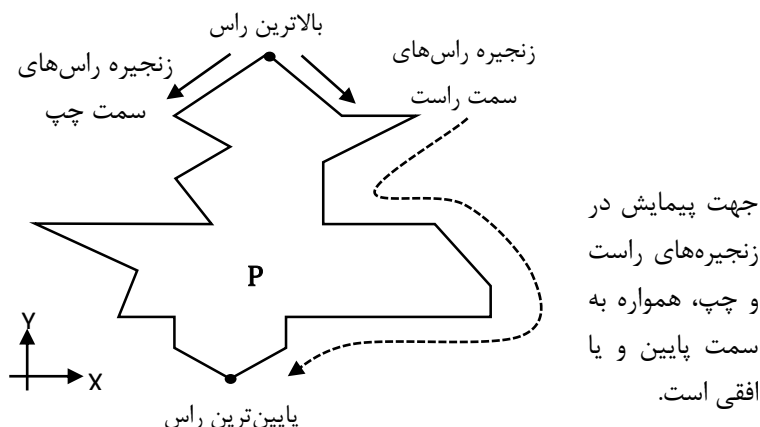 بالاترین راس
زنجیره راس‌های
سمت چپ
زنجیره راس‌های
سمت راست
جهت پیمایش در
زنجیره‌های راست
و چپ، همواره به
سمت پایین و یا
افقی است.
P
Y
X
پایین‌ترین راس